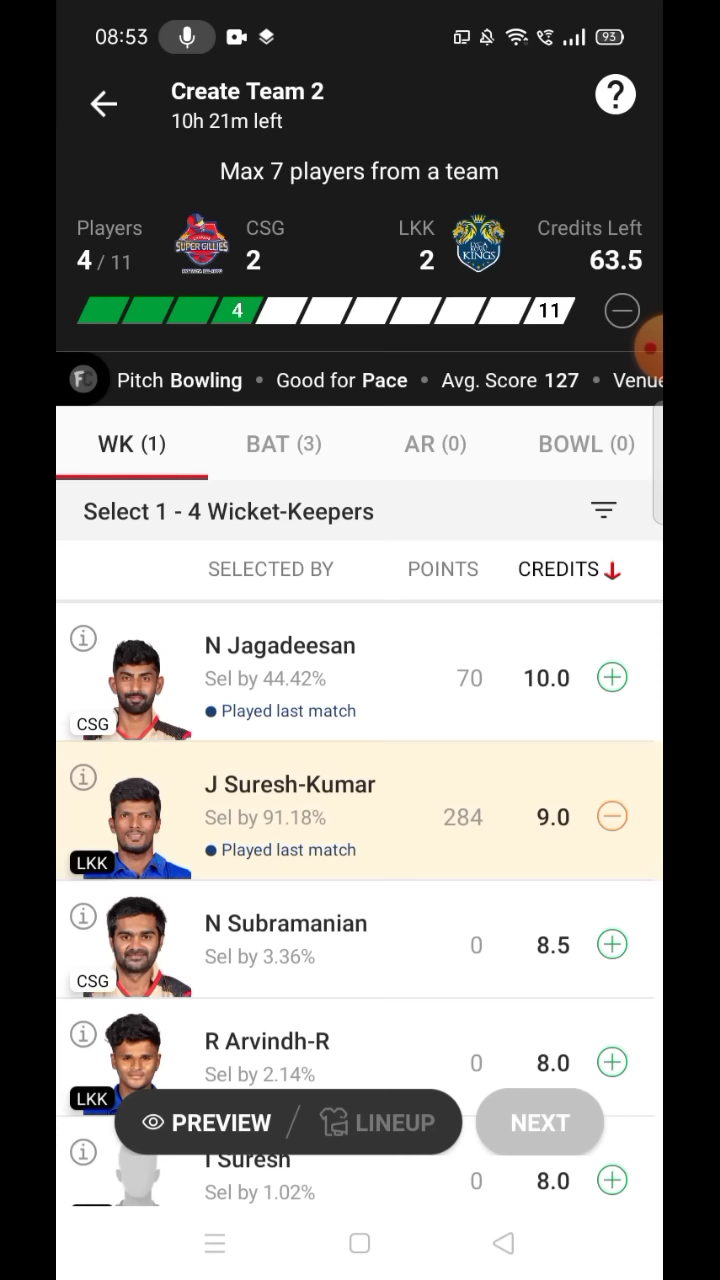 08:53
93
Create Team 2
10h 21m left
?
Max 7 players from a team
Players
CSG
LKK
Credits Left
4 / 11
2
2
63.5
SUPER GILLIES
KINGS
4
11
FC
Pitch Bowling • Good for Pace • Avg. Score 127 • Venue
WK (1)
BAT (3)
AR (0)
BOWL (0)
Select 1 - 4 Wicket-Keepers
SELECTED BY
POINTS
CREDITS
N Jagadeesan
Sel by 44.42%
70
10.0
Played last match
CSG
J Suresh-Kumar
Sel by 91.18%
284
9.0
Played last match
LKK
N Subramanian
Sel by 3.36%
0
8.5
CSG
R Arvindh-R
Sel by 2.14%
0
8.0
LKK
PREVIEW / LINEUP
NEXT
I Suresh
Sel by 1.02%
0
8.0